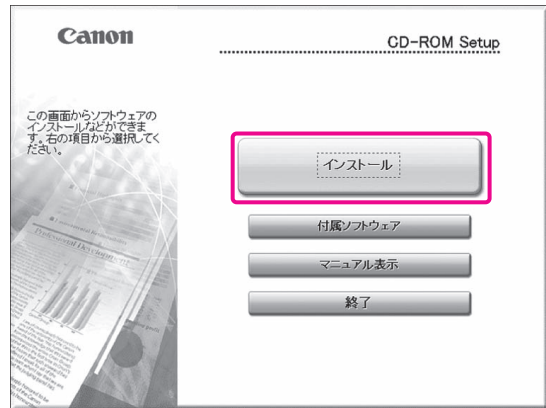 Canon
CD-ROM Setup
この画面からソフトウェアの
インストールなどができま
す。右の項目から選択してく
ださい。
インストール
付属ソフトウェア
マニュアル表示
終了
Professional Development